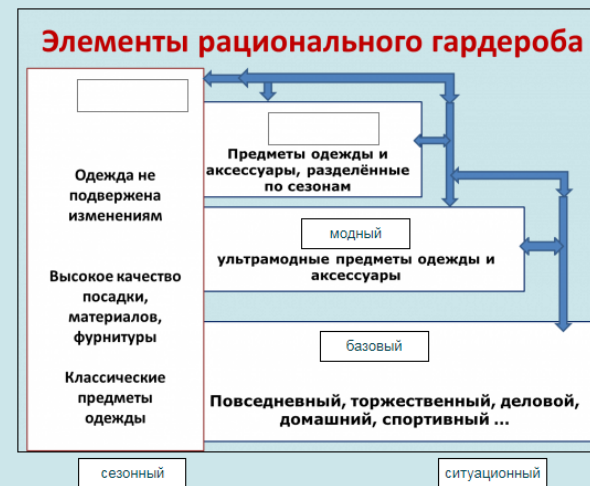 Элементы рационального гардероба
Одежда не
подвержена
изменениям
Высокое качество
посадки,
материалов,
фурнитуры
Классические
предметы
одежды
Предметы одежды и
аксессуары, разделённые
по сезонам
модный
ультрамодные предметы одежды и
аксессуары
базовый
Повседневный, торжественный, деловой,
домашний, спортивный ...
сезонный
ситуационный